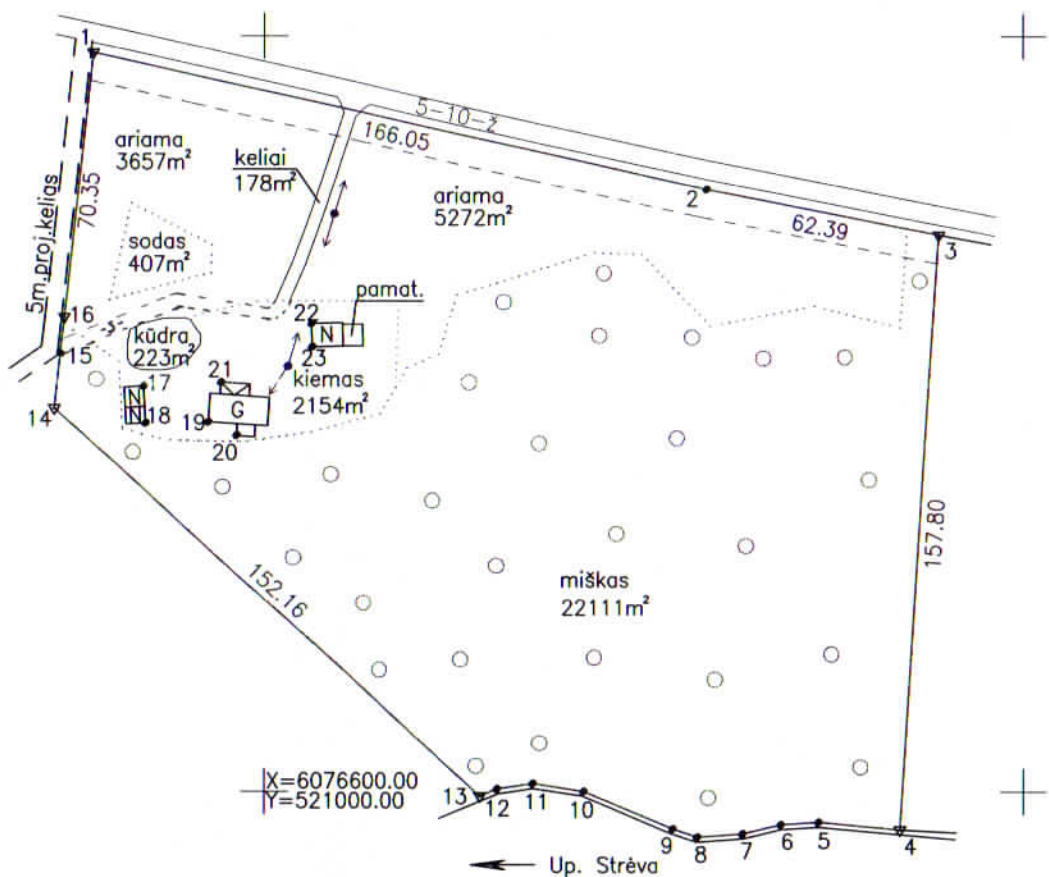 1
5-10-Ž
166.05
ariama
3657m²
keliai
178m²
ariama
5272m²
2
62.39
3
70.35
5m.proj.kelias
sodas
407m²
pamat.
16
15
kūdra
223m²
22
N
23
21
kiemas
2154m²
17
N
N
18
14
19
G
20
157.80
152.16
miškas
22111m²
X=6076600.00
Y=521000.00
13
12
11
10
9
8
7
6
5
4
Up. Strėva